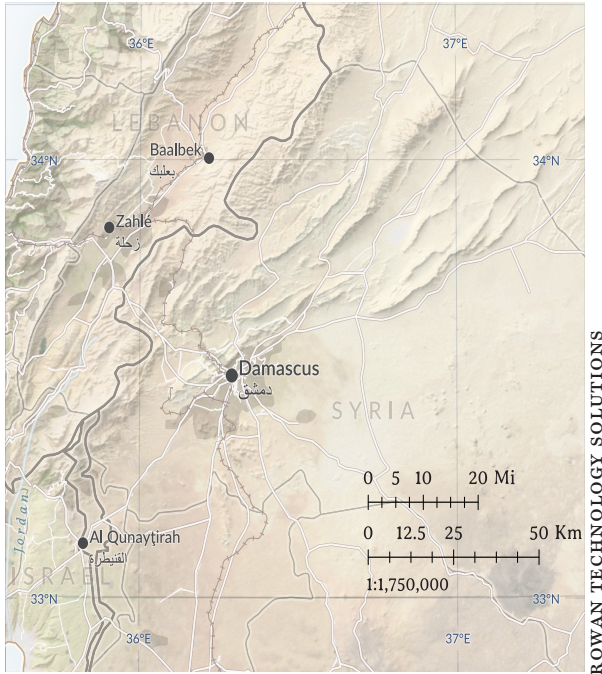 36°E
37°E
LEBANON
Baalbek
بعلبك
34°N
34°N
Zahlé
زحلة
Damascus
دمشق
SYRIA
0 5 10 20 Mi
0 12.5 25 50 Km
1:1,750,000
Jordan
Al Qunayţirah
القنيطرة
ISRAEL
33°N
33°N
36°E
37°E
ROWAN TECHNOLOGY SOLUTIONS